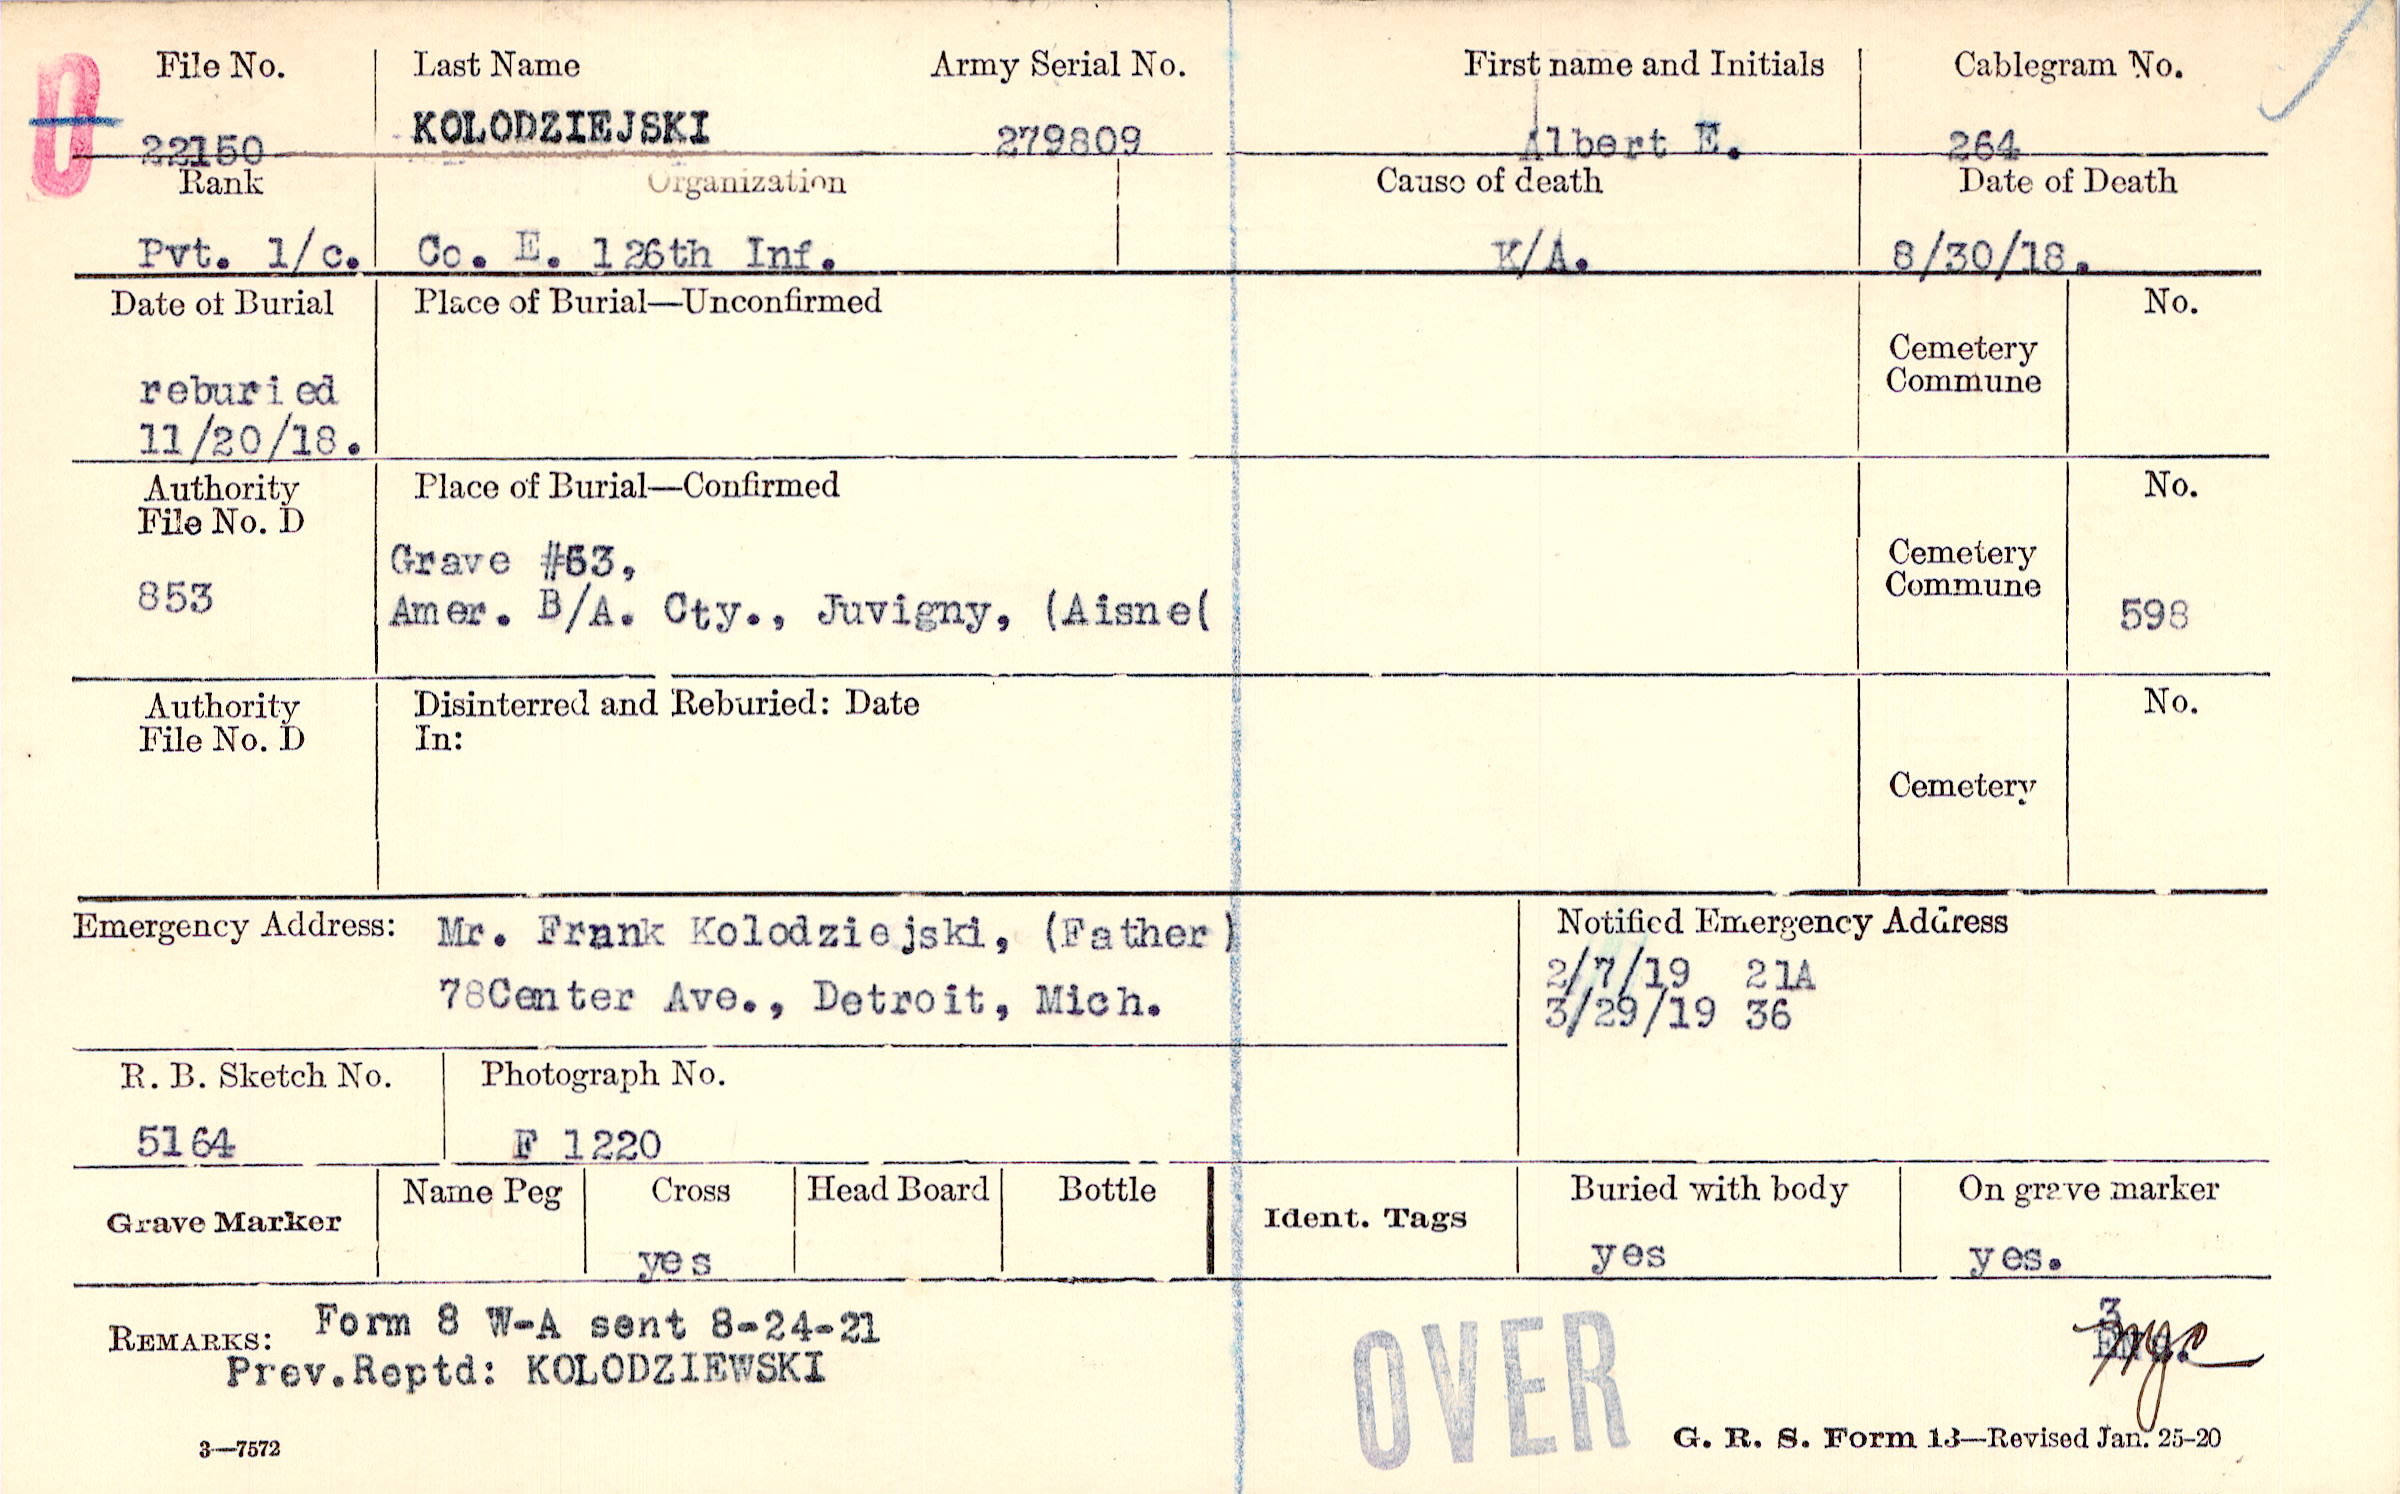 File No. Last Name Army Serial No. First name and Initials Cablegram No.
0
22150 KOLODZIEJSKI 279809 Albert E. 264
Rank Organization Cause of death Date of Death
Pvt. 1/c. Co. E. 126th Inf. K/A. 8/30/18.
Date of Burial Place of Burial—Unconfirmed No.
Cemetery
Commune
reburied
11/20/18.
Authority Place of Burial—Confirmed No.
File No. D
Grave #53,
Cemetery
Commune
853 Amer. B/A. Cty., Juvigny, (Aisne( 598
Authority Disinterred and Reburied: Date No.
File No. D In:
Cemetery
Emergency Address: Mr. Frank Kolodziejski, (Father) Notified Emergency Address
2/7/19 21A
78Center Ave., Detroit, Mich. 3/29/19 36
R. B. Sketch No. Photograph No.
5164 F 1220
Grave Marker Name Peg Cross Head Board Bottle Ident. Tags Buried with body On grave marker
yes yes yes.
REMARKS: Form 8 W-A sent 8-24-21 3
Prev.Reptd: KOLODZIEWSKI
OVER
3—7572 G. R. S. Form 13—Revised Jan. 25-20